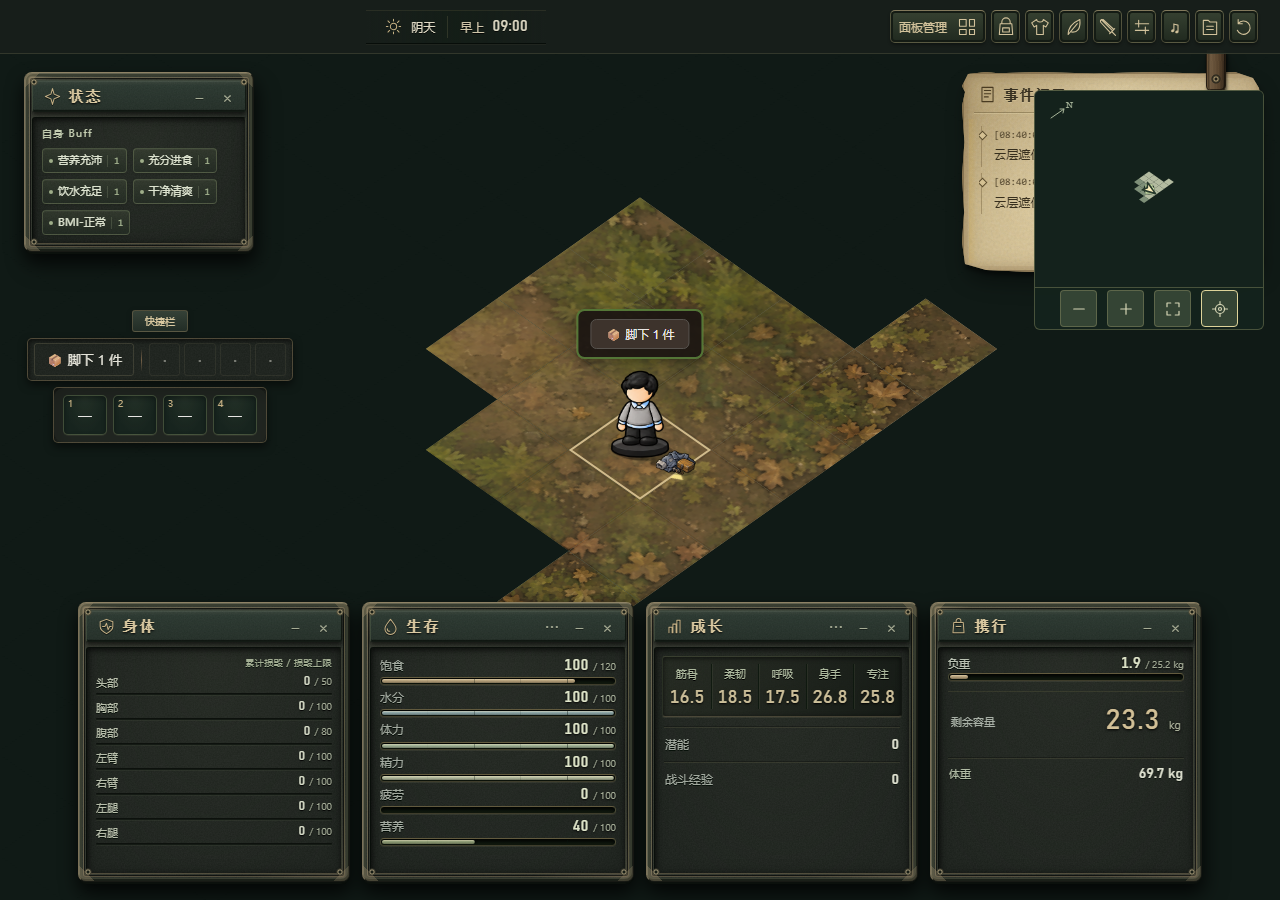 阴天 早上 09:00
面板管理
状态
自身 Buff
营养充沛 1
充分进食 1
饮水充足 1
干净清爽 1
BMI-正常 1
快捷栏
脚下 1 件
1 —
2 —
3 —
4 —
脚下 1 件
事件
[08:40:
云层遮
[08:40:
云层遮
N
身体
累计损毁 / 损毁上限
头部 0 / 50
胸部 0 / 100
腹部 0 / 80
左臂 0 / 100
右臂 0 / 100
左腿 0 / 100
右腿 0 / 100
生存
饱食 100 / 120
水分 100 / 100
体力 100 / 100
精力 100 / 100
疲劳 0 / 100
营养 40 / 100
成长
筋骨 柔韧 呼吸 身手 专注
16.5 18.5 17.5 26.8 25.8
潜能 0
战斗经验 0
携行
负重 1.9 / 25.2 kg
剩余容量 23.3 kg
体重 69.7 kg